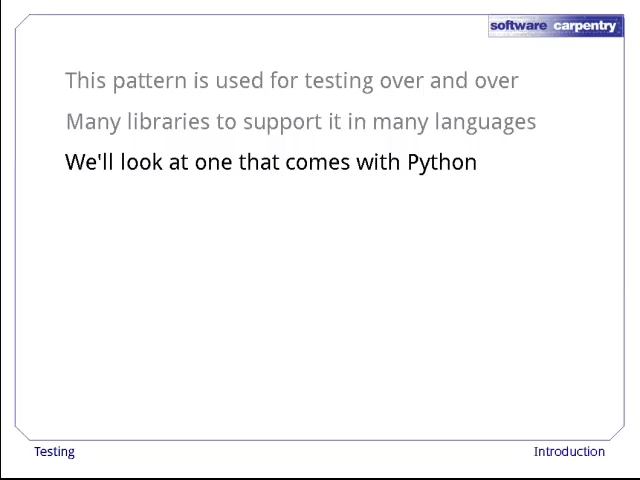 software carpentry
This pattern is used for testing over and over
Many libraries to support it in many languages
We'll look at one that comes with Python
Testing
Introduction